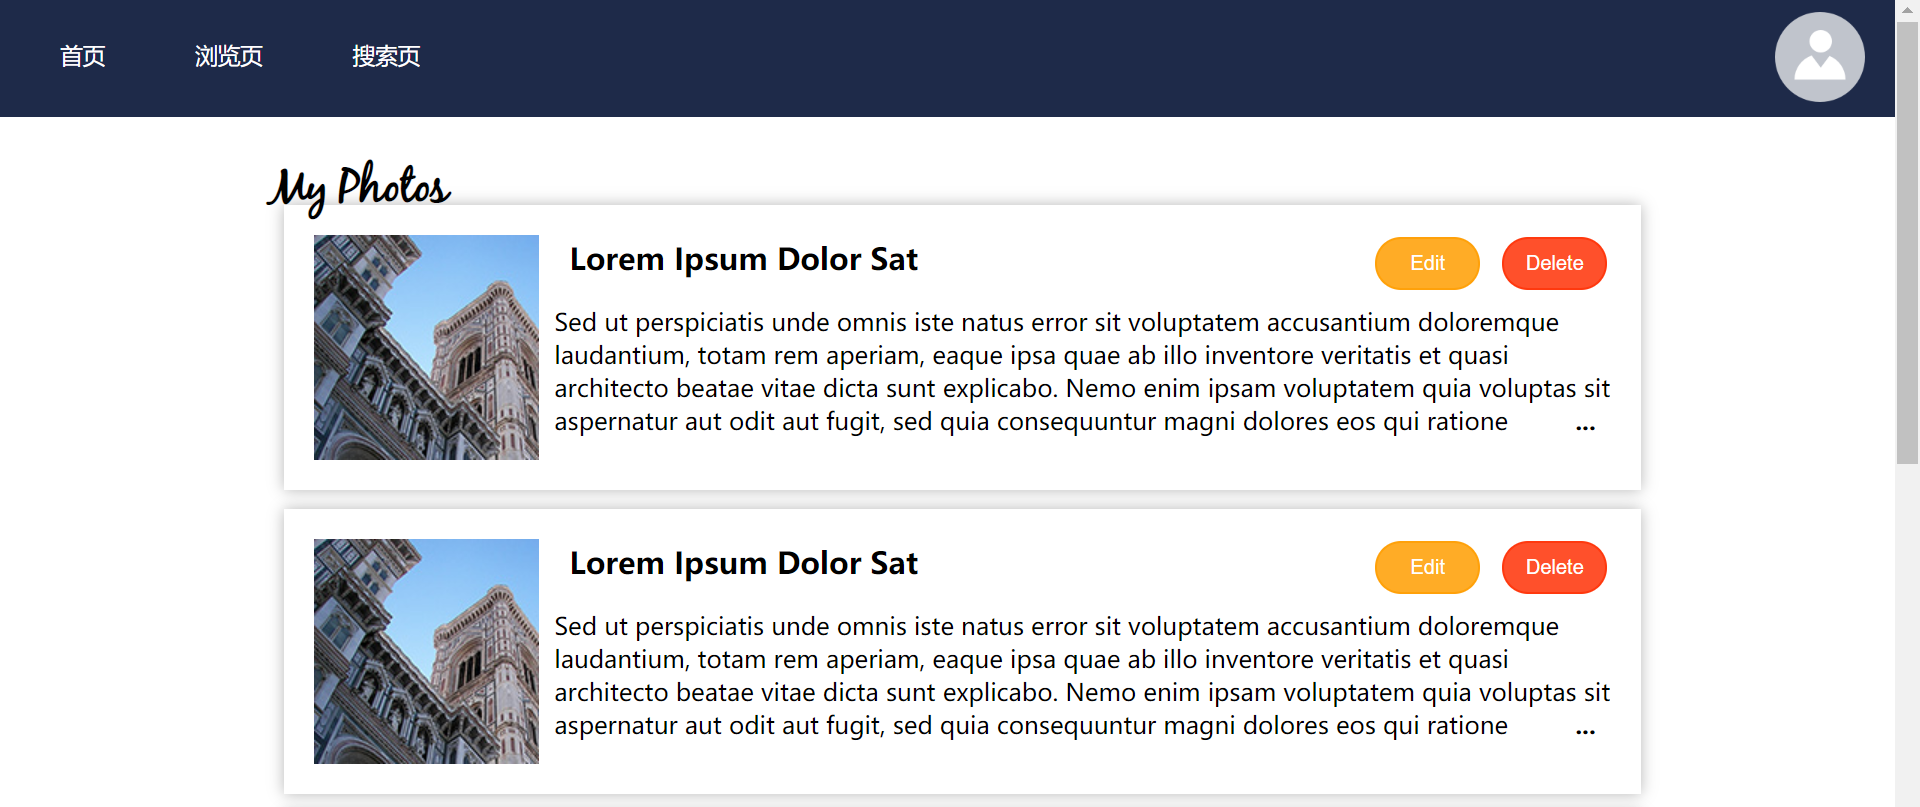 首页 浏览页 搜索页
My Photos
Lorem Ipsum Dolor Sat
Edit Delete
Sed ut perspiciatis unde omnis iste natus error sit voluptatem accusantium doloremque
laudantium, totam rem aperiam, eaque ipsa quae ab illo inventore veritatis et quasi
architecto beatae vitae dicta sunt explicabo. Nemo enim ipsam voluptatem quia voluptas sit
aspernatur aut odit aut fugit, sed quia consequuntur magni dolores eos qui ratione ...
Lorem Ipsum Dolor Sat
Edit Delete
Sed ut perspiciatis unde omnis iste natus error sit voluptatem accusantium doloremque
laudantium, totam rem aperiam, eaque ipsa quae ab illo inventore veritatis et quasi
architecto beatae vitae dicta sunt explicabo. Nemo enim ipsam voluptatem quia voluptas sit
aspernatur aut odit aut fugit, sed quia consequuntur magni dolores eos qui ratione ...